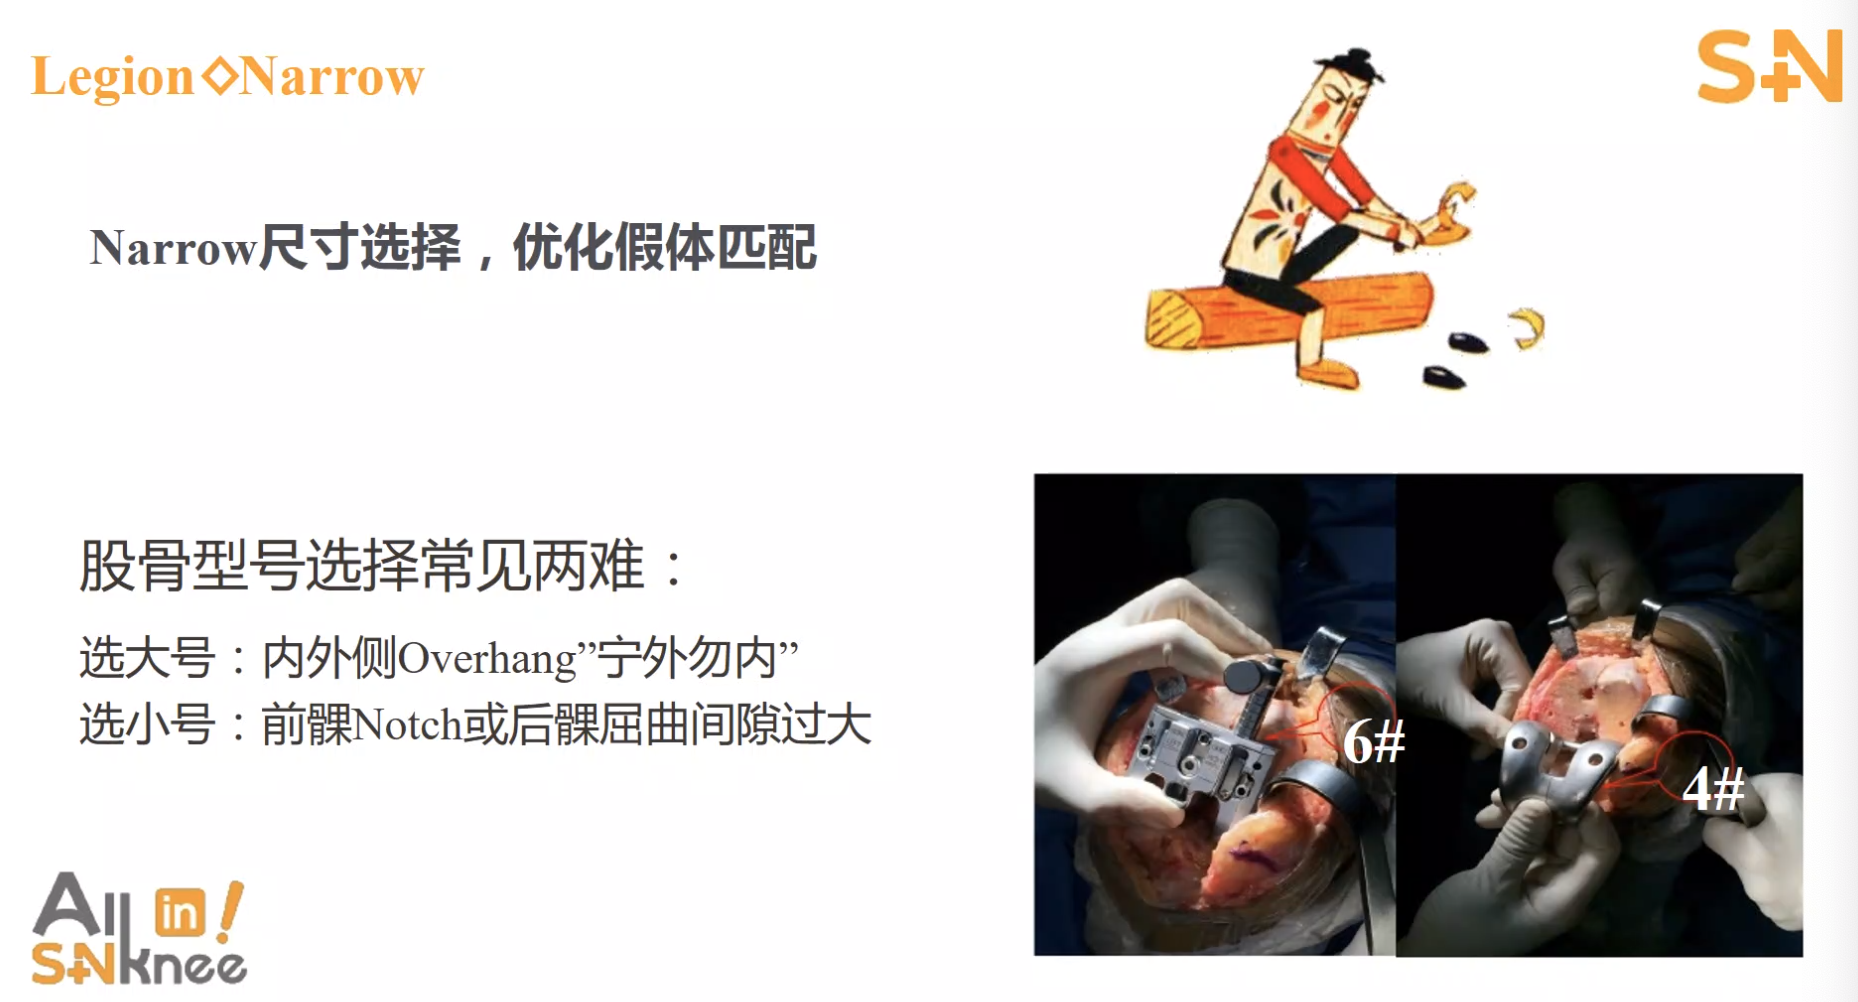 Legion◇Narrow
S+N
Narrow尺寸选择，优化假体匹配
股骨型号选择常见两难：
选大号：内外侧Overhang”宁外勿内”
选小号：前髁Notch或后髁屈曲间隙过大
6#
4#
All in!
S+N knee